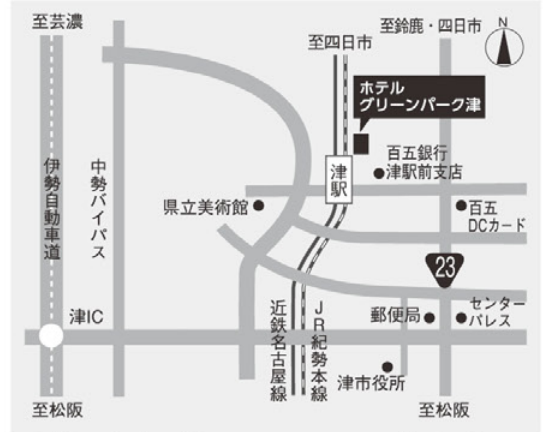 至芸濃
至鈴鹿・四日市
N
至四日市
ホテル
グリーンパーク津
百五銀行
津駅前支店
津駅
伊勢自動車道
中勢バイパス
県立美術館
百五
DCカード
23
津IC
近鉄名古屋線
JR紀勢本線
郵便局
センター
パレス
津市役所
至松阪
至松阪